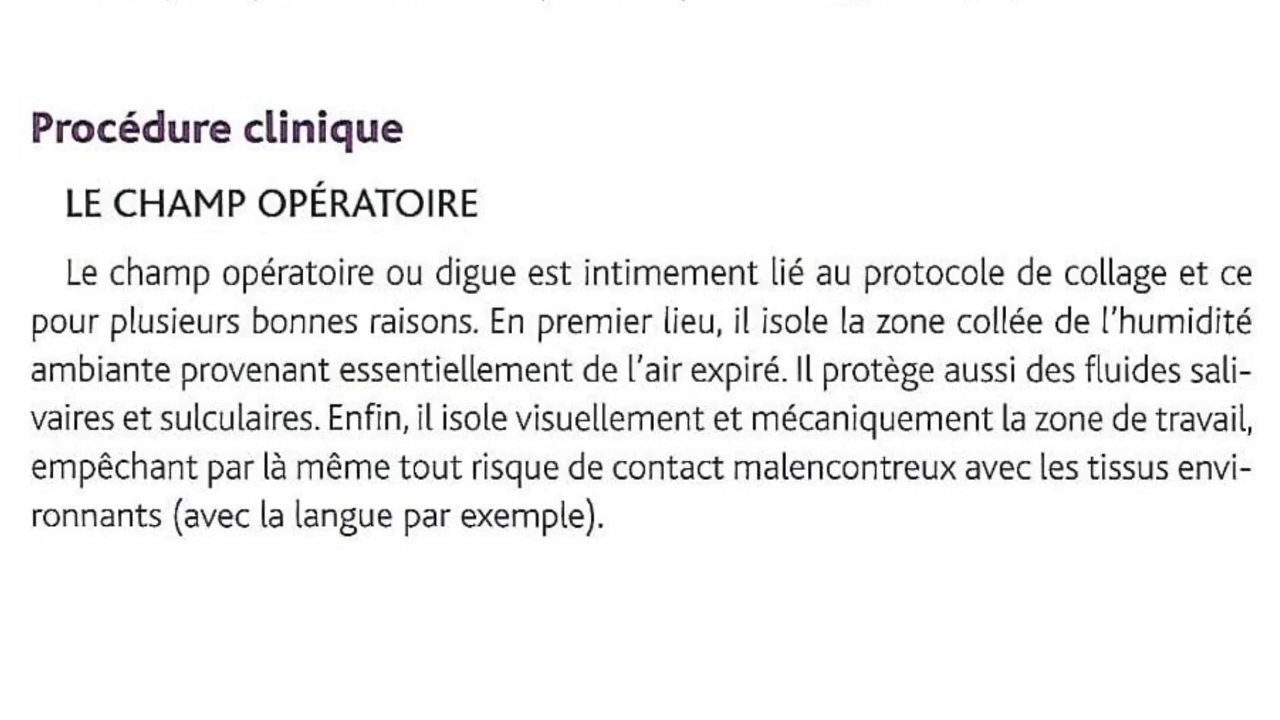 Procédure clinique
LE CHAMP OPÉRATOIRE
Le champ opératoire ou digue est intimement lié au protocole de collage et ce
pour plusieurs bonnes raisons. En premier lieu, il isole la zone collée de l'humidité
ambiante provenant essentiellement de l'air expiré. Il protège aussi des fluides sali-
vaires et sulculaires. Enfin, il isole visuellement et mécaniquement la zone de travail,
empêchant par là même tout risque de contact malencontreux avec les tissus envi-
ronnants (avec la langue par exemple).